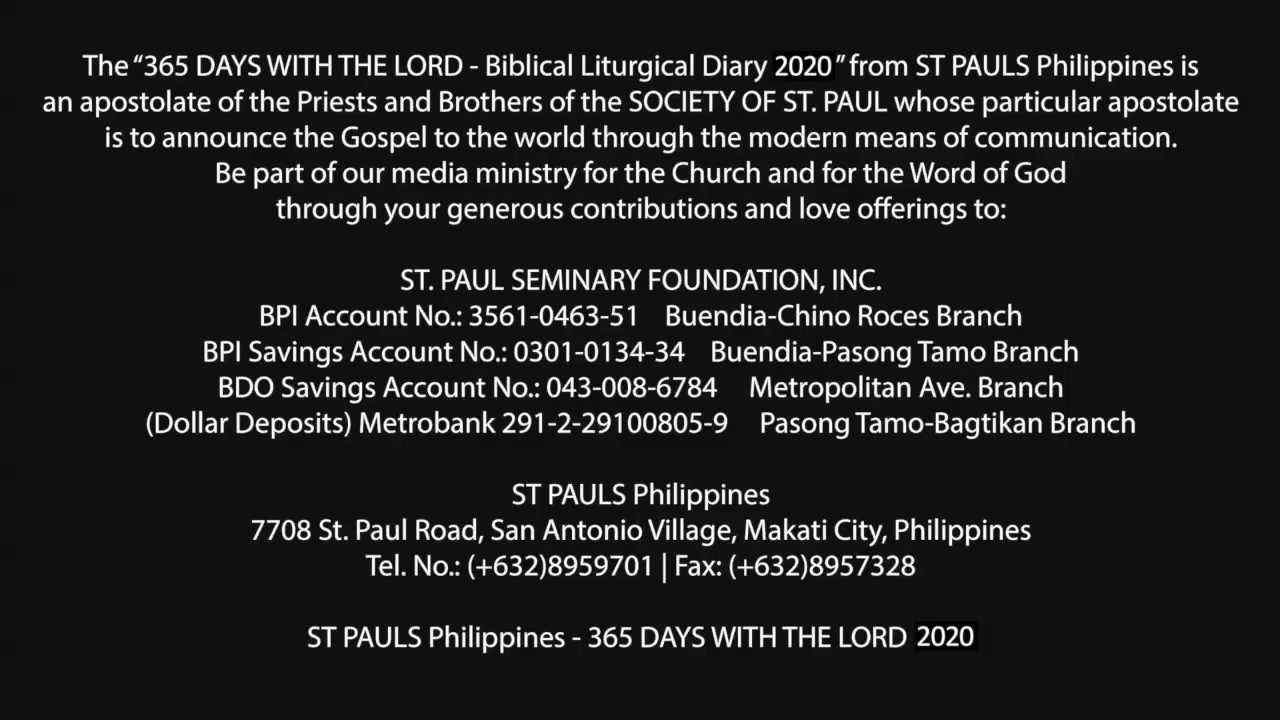 The “365 DAYS WITH THE LORD - Biblical Liturgical Diary 2020” from ST PAULS Philippines is
an apostolate of the Priests and Brothers of the SOCIETY OF ST. PAUL whose particular apostolate
is to announce the Gospel to the world through the modern means of communication.
Be part of our media ministry for the Church and for the Word of God
through your generous contributions and love offerings to:
ST. PAUL SEMINARY FOUNDATION, INC.
BPI Account No.: 3561-0463-51 Buendia-Chino Roces Branch
BPI Savings Account No.: 0301-0134-34 Buendia-Pasong Tamo Branch
BDO Savings Account No.: 043-008-6784 Metropolitan Ave. Branch
(Dollar Deposits) Metrobank 291-2-29100805-9 Pasong Tamo-Bagtikan Branch
ST PAULS Philippines
7708 St. Paul Road, San Antonio Village, Makati City, Philippines
Tel. No.: (+632)8959701 | Fax: (+632)8957328
ST PAULS Philippines - 365 DAYS WITH THE LORD 2020